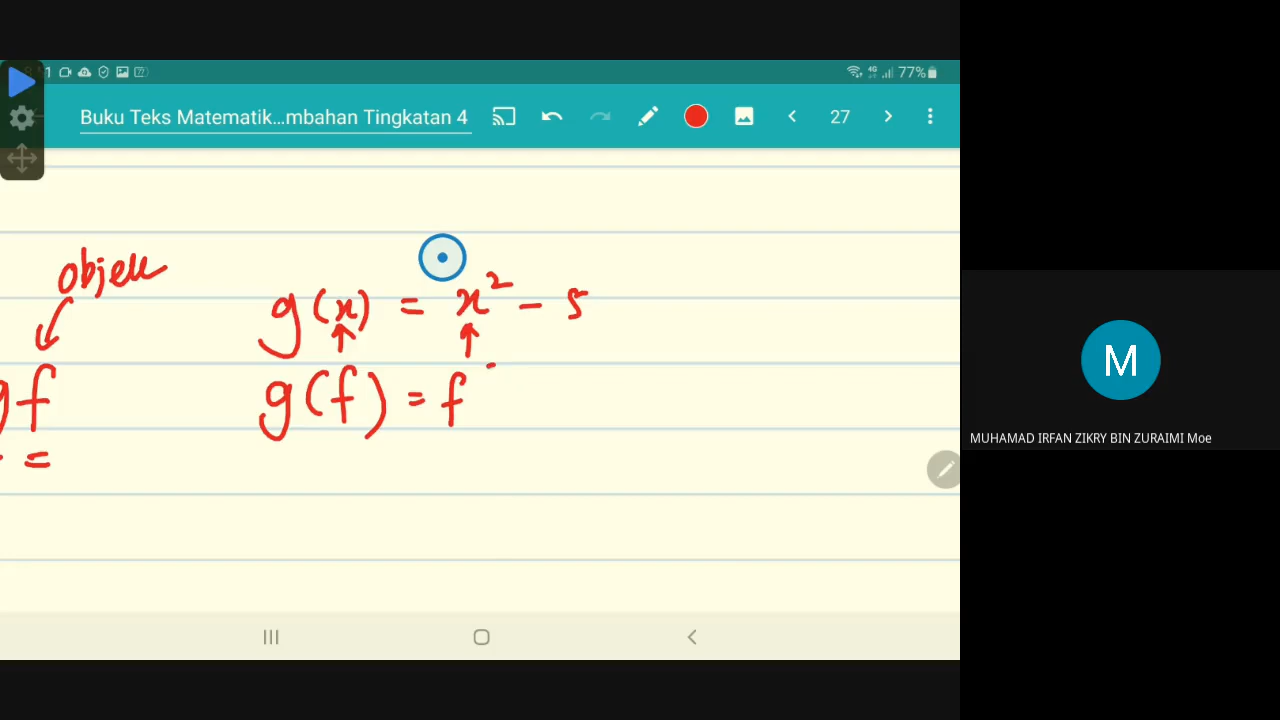 77%
Buku Teks Matematik...mbahan Tingkatan 4
27
objek
g(x) = x² - 5
gf
g(f) = f
=
M
MUHAMAD IRFAN ZIKRY BIN ZURAIMI Moe